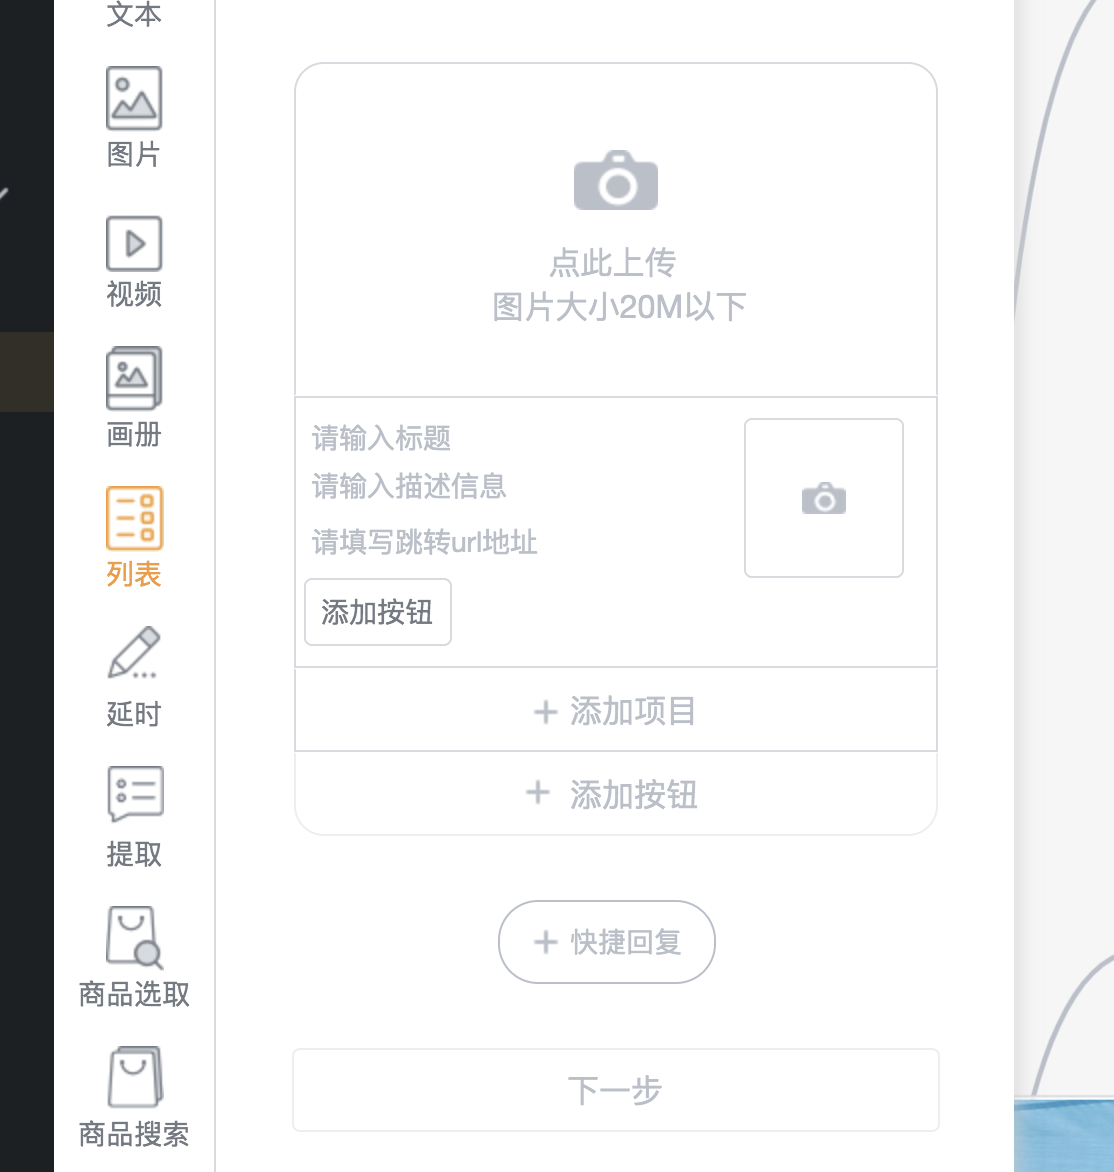 文本
图片
视频
画册
列表
延时
提取
商品选取
商品搜索
点此上传
图片大小20M以下
请输入标题
请输入描述信息
请填写跳转url地址
添加按钮
+ 添加项目
+ 添加按钮
+ 快捷回复
下一步